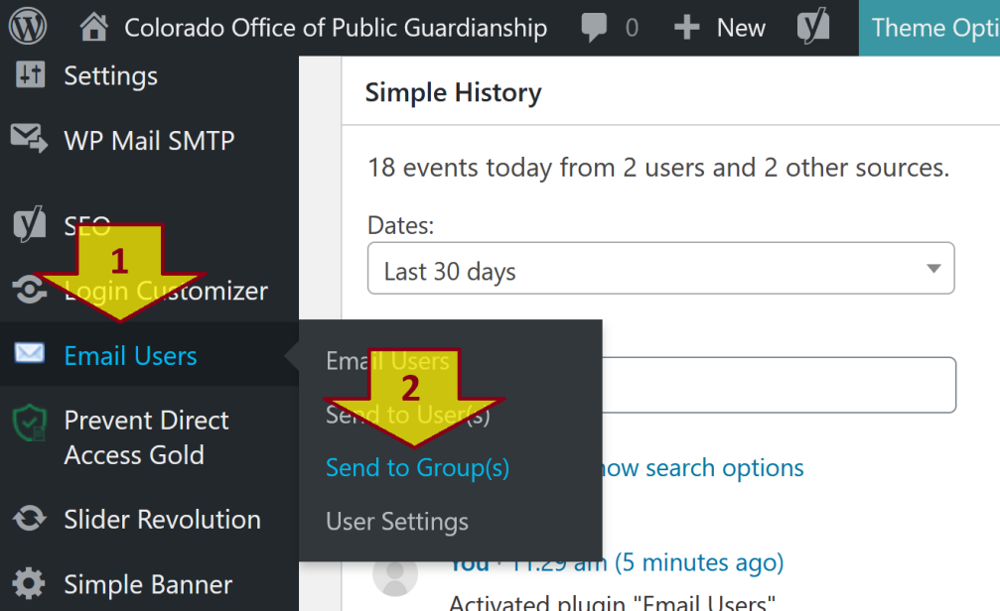 Colorado Office of Public Guardianship 0 New Theme Opti
Settings
WP Mail SMTP
SEO
Login Customizer
Email Users
Prevent Direct
Access Gold
Slider Revolution
Simple Banner
1
Email Users
Send to User(s)
Send to Group(s)
User Settings
2
Simple History
18 events today from 2 users and 2 other sources.
Dates:
Last 30 days
how search options
You · 11:29 am (5 minutes ago)
Activated plugin "Email Users"